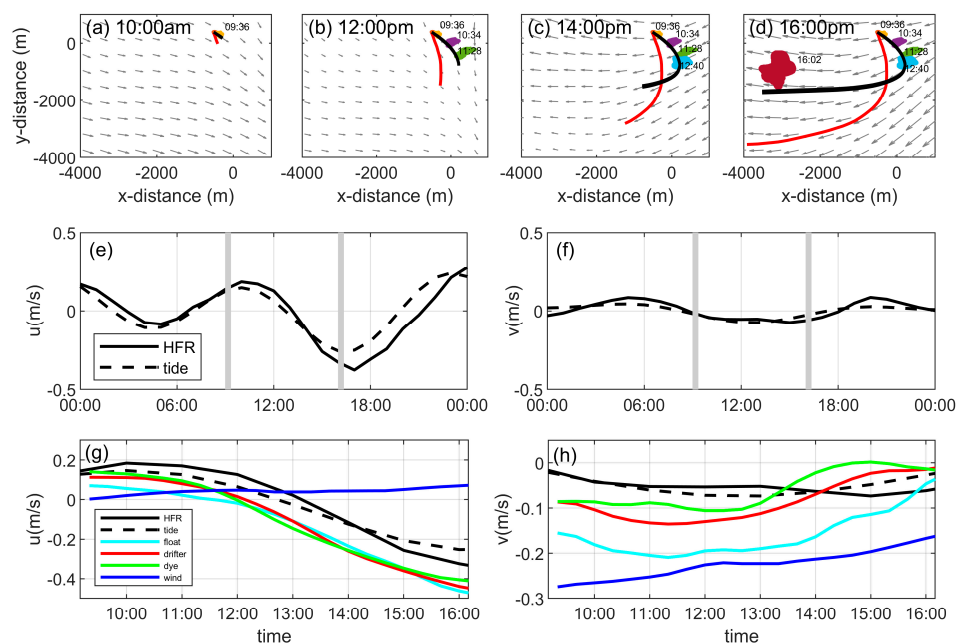 (a) 10:00am
09:36
(b) 12:00pm
09:36
10:34
11:28
(c) 14:00pm
09:36
10:34
11:28
12:40
(d) 16:00pm
09:36
10:34
11:28
12:40
16:02
y-distance (m)
0
-2000
-4000
-4000 -2000 0
-4000 -2000 0
-4000 -2000 0
-4000 -3000 -2000 -1000 0
x-distance (m)
x-distance (m)
x-distance (m)
x-distance (m)
(e)
u(m/s)
0.5
0
-0.5
HFR
tide
00:00 06:00 12:00 18:00 00:00
(f)
v(m/s)
0.5
0
-0.5
00:00 06:00 12:00 18:00 00:00
(g)
u(m/s)
0.2
0
-0.2
-0.4
HFR
tide
float
drifter
dye
wind
10:00 11:00 12:00 13:00 14:00 15:00 16:00
time
(h)
v(m/s)
0
-0.1
-0.2
-0.3
10:00 11:00 12:00 13:00 14:00 15:00 16:00
time